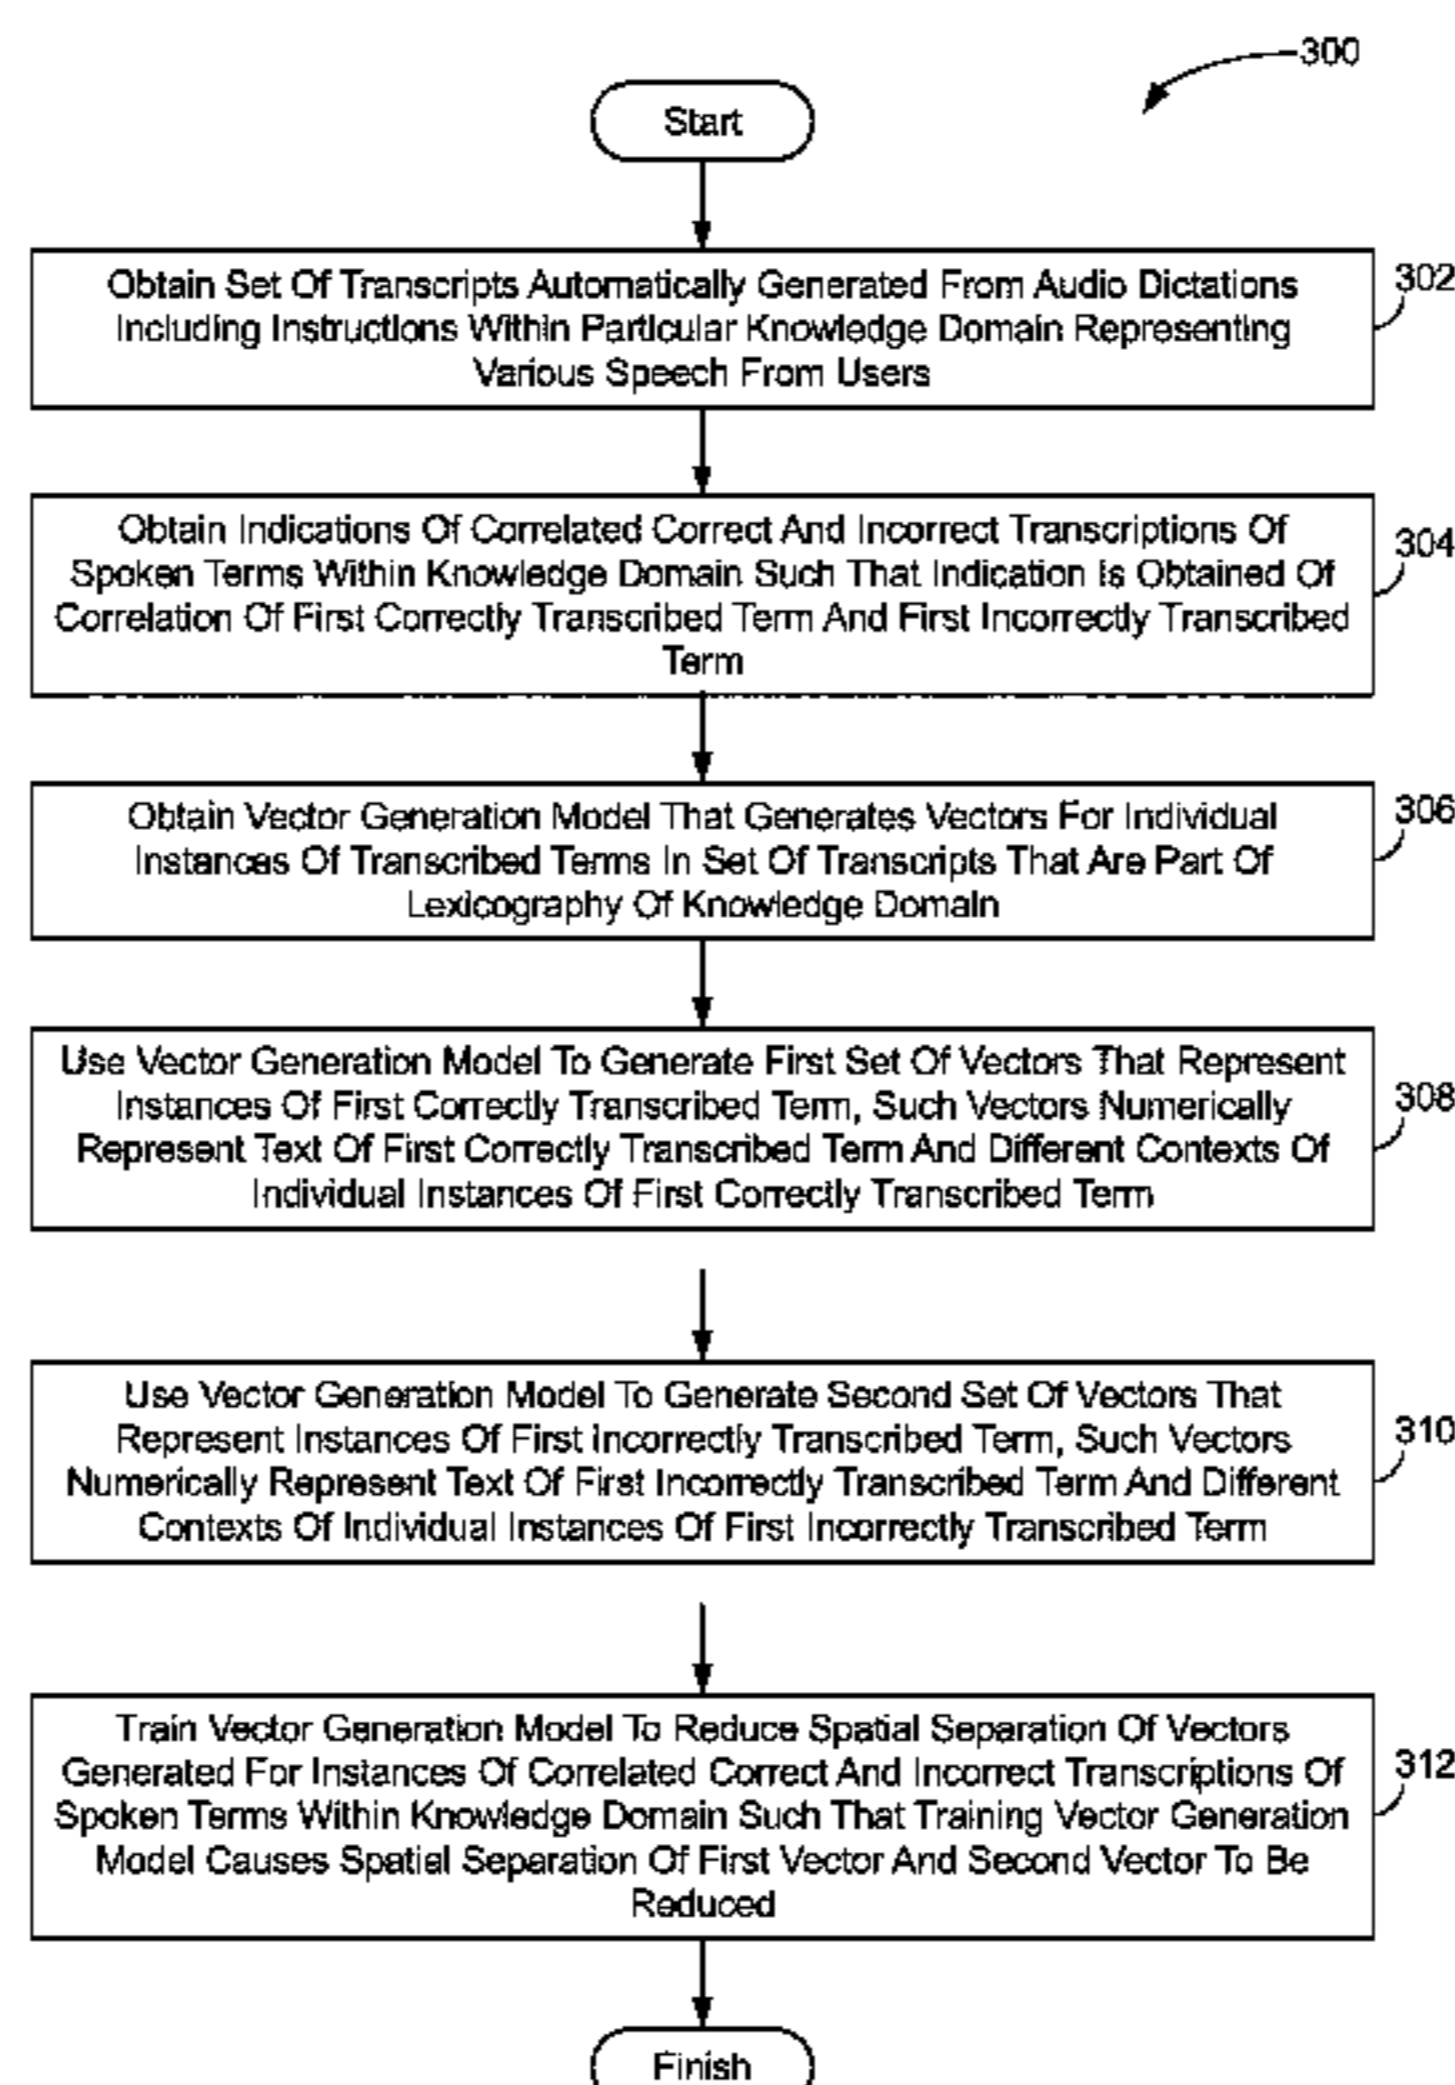 300
Start
Obtain Set Of Transcripts Automatically Generated From Audio Dictations
Including Instructions Within Particular Knowledge Domain Representing
Various Speech From Users
302
Obtain Indications Of Correlated Correct And Incorrect Transcriptions Of
Spoken Terms Within Knowledge Domain Such That Indication Is Obtained Of
Correlation Of First Correctly Transcribed Term And First Incorrectly Transcribed
Term
304
Obtain Vector Generation Model That Generates Vectors For Individual
Instances Of Transcribed Terms In Set Of Transcripts That Are Part Of
Lexicography Of Knowledge Domain
306
Use Vector Generation Model To Generate First Set Of Vectors That Represent
Instances Of First Correctly Transcribed Term, Such Vectors Numerically
Represent Text Of First Correctly Transcribed Term And Different Contexts Of
Individual Instances Of First Correctly Transcribed Term
308
Use Vector Generation Model To Generate Second Set Of Vectors That
Represent Instances Of First Incorrectly Transcribed Term, Such Vectors
Numerically Represent Text Of First Incorrectly Transcribed Term And Different
Contexts Of Individual Instances Of First Incorrectly Transcribed Term
310
Train Vector Generation Model To Reduce Spatial Separation Of Vectors
Generated For Instances Of Correlated Correct And Incorrect Transcriptions Of
Spoken Terms Within Knowledge Domain Such That Training Vector Generation
Model Causes Spatial Separation Of First Vector And Second Vector To Be
Reduced
312
Finish